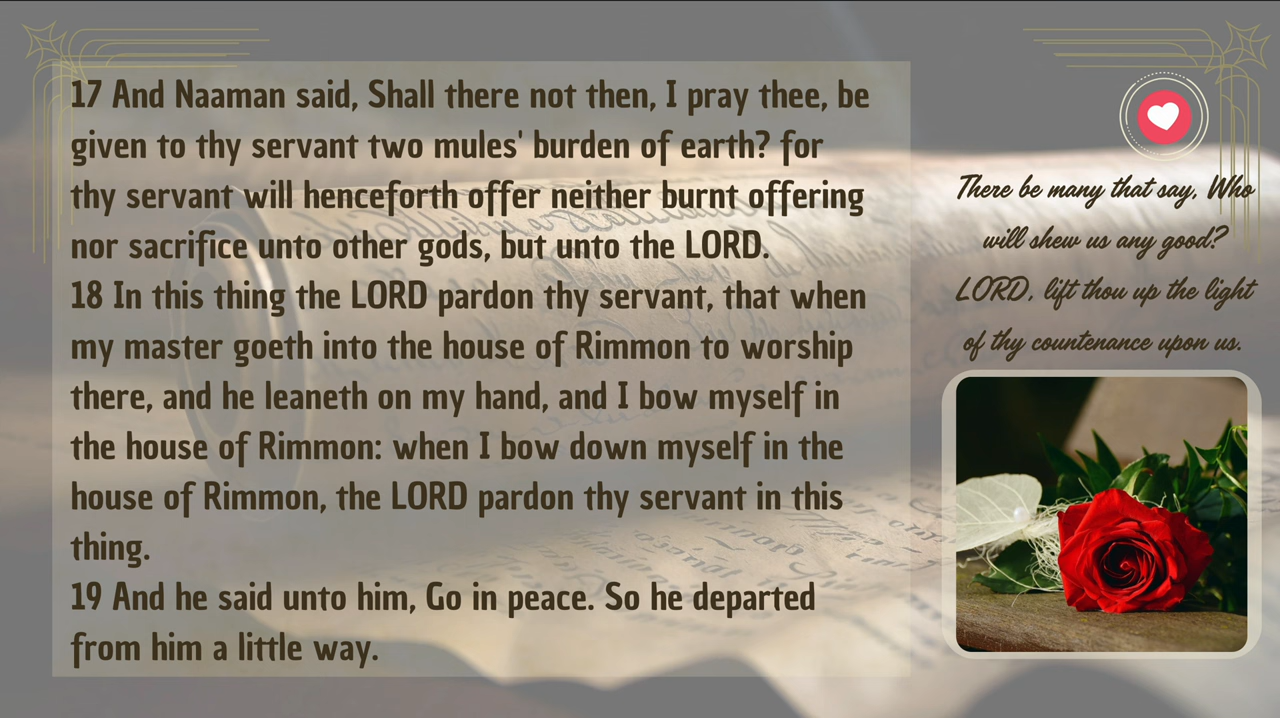 17 And Naaman said, Shall there not then, I pray thee, be
given to thy servant two mules' burden of earth? for
thy servant will henceforth offer neither burnt offering
nor sacrifice unto other gods, but unto the LORD.
18 In this thing the LORD pardon thy servant, that when
my master goeth into the house of Rimmon to worship
there, and he leaneth on my hand, and I bow myself in
the house of Rimmon: when I bow down myself in the
house of Rimmon, the LORD pardon thy servant in this
thing.
19 And he said unto him, Go in peace. So he departed
from him a little way.
There be many that say, Who
will shew us any good?
LORD, lift thou up the light
of thy countenance upon us.